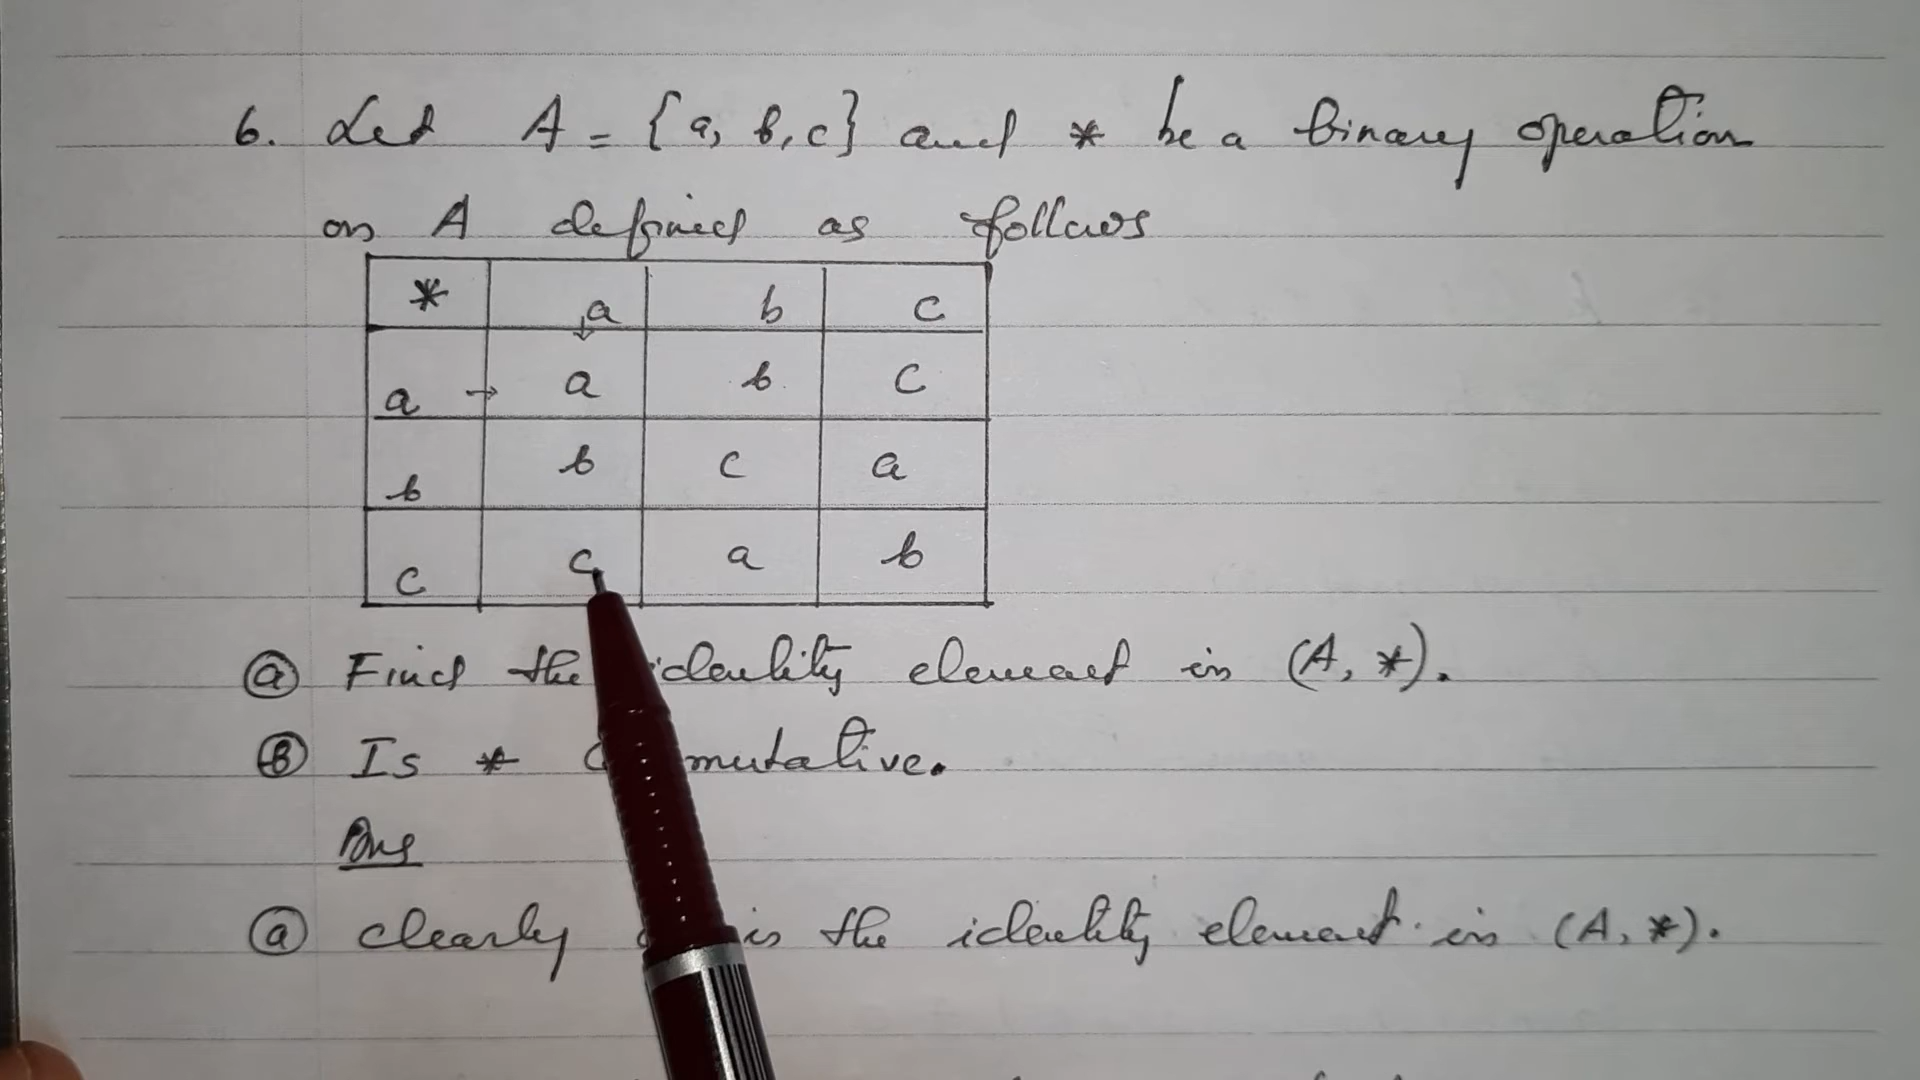 6. Let A = {a, b, c} and * be a binary operation
on A defined as follows
* a b c
a → a b c
b b c a
c c a b
(a) Find the identity element in (A, *).
(b) Is * mutative.
Ans
(a) clearly is the identity element in (A, *).